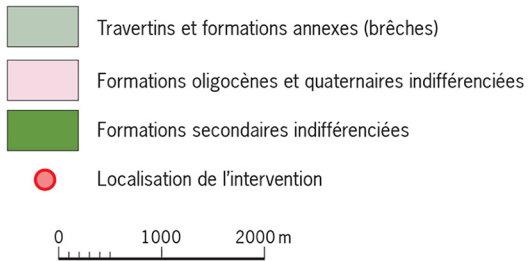 Travertins et formations annexes (brêches)
Formations oligocènes et quaternaires indifférenciées
Formations secondaires indifférenciées
Localisation de l'intervention
0 1000 2000 m